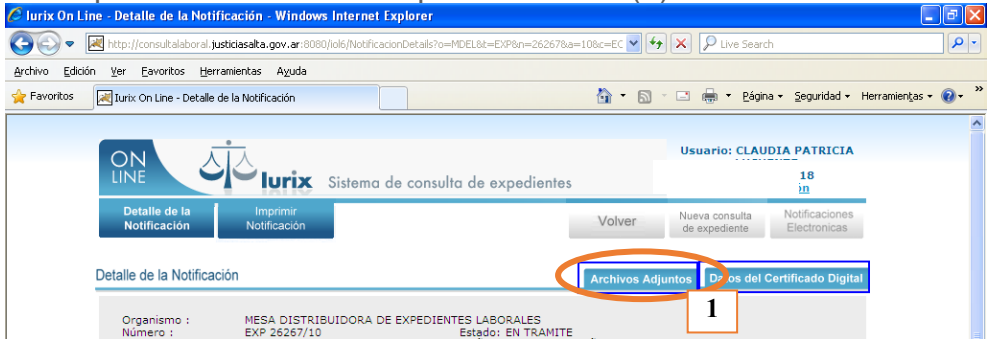 Iurix On Line - Detalle de la Notificación - Windows Internet Explorer
http://consultalaboral.justiciasalta.gov.ar:8080/iol6/NotificacionDetails?o=MDEL&t=EXP&n=26267&a=10&c=EC Live Search
Archivo Edición Ver Favoritos Herramientas Ayuda
Favoritos Iurix On Line - Detalle de la Notificación Página Seguridad Herramientas »
ON LINE Iurix Sistema de consulta de expedientes
Usuario: CLAUDIA PATRICIA
18
ón
Detalle de la Notificación
Imprimir Notificación
Volver
Nueva consulta de expediente
Notificaciones Electronicas
Detalle de la Notificación Archivos Adjuntos Datos del Certificado Digital
1
Organismo : MESA DISTRIBUIDORA DE EXPEDIENTES LABORALES
Número : EXP 26267/10 Estado: EN TRAMITE